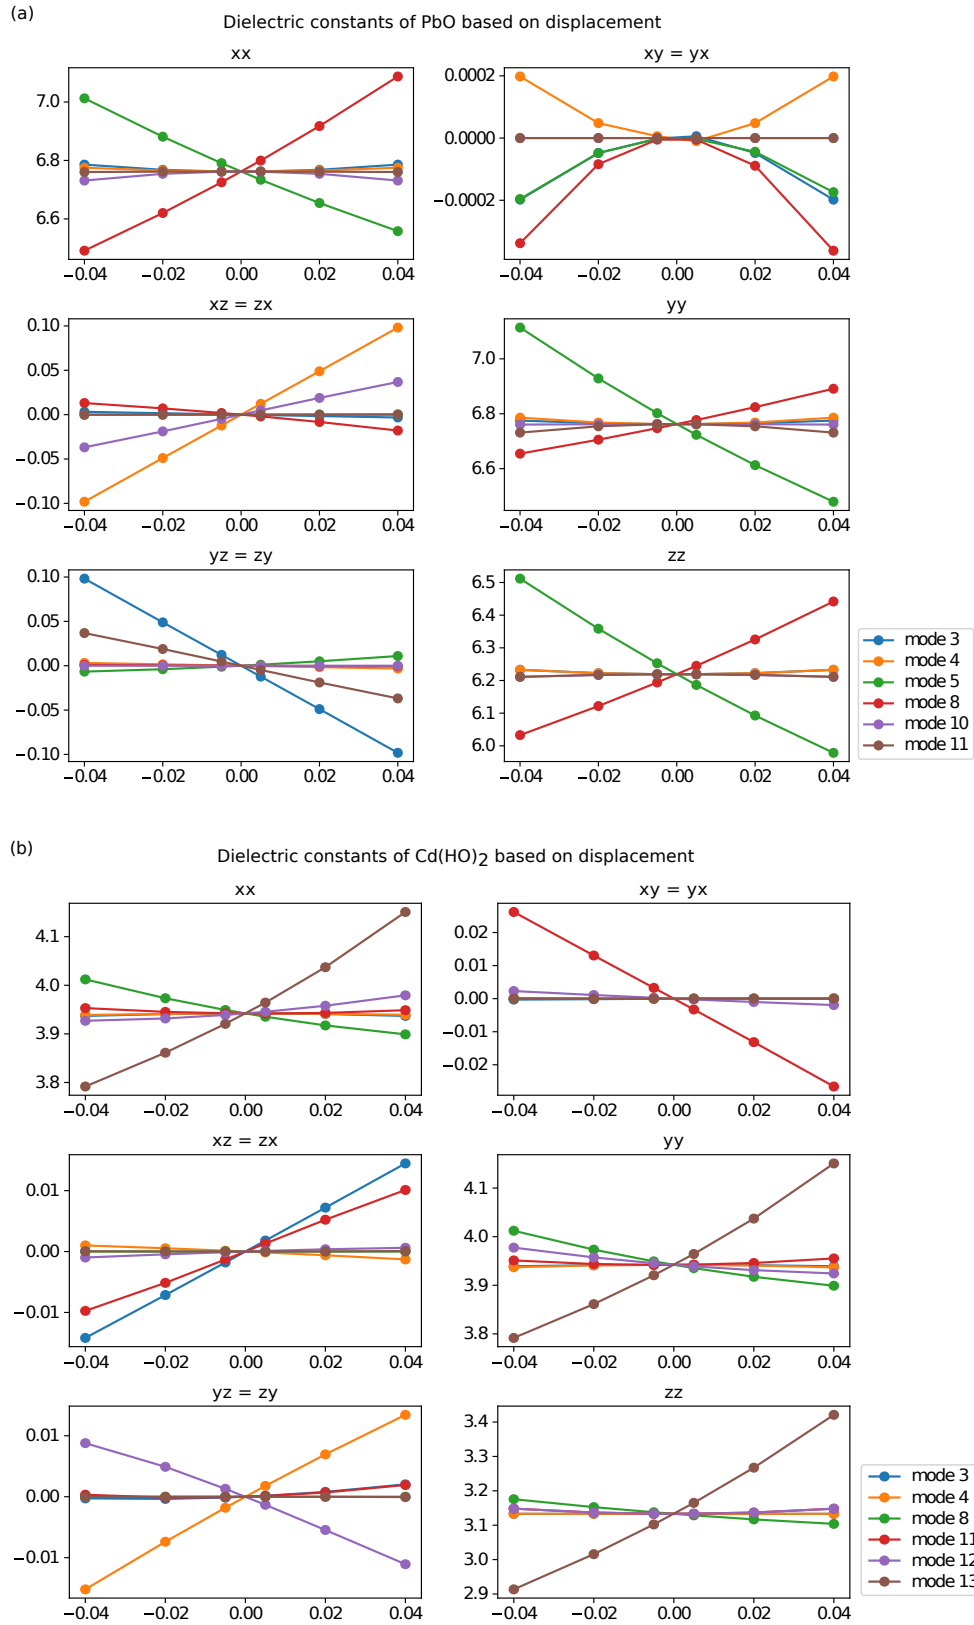 (a)
Dielectric constants of PbO based on displacement
xx
xy = yx
7.0
6.8
6.6
−0.04 −0.02 0.00 0.02 0.04
0.0002
0.0000
−0.0002
−0.04 −0.02 0.00 0.02 0.04
xz = zx
yy
0.10
0.05
0.00
−0.05
−0.10
−0.04 −0.02 0.00 0.02 0.04
7.0
6.8
6.6
−0.04 −0.02 0.00 0.02 0.04
yz = zy
zz
0.10
0.05
0.00
−0.05
−0.10
−0.04 −0.02 0.00 0.02 0.04
6.5
6.4
6.3
6.2
6.1
6.0
−0.04 −0.02 0.00 0.02 0.04
mode 3
mode 4
mode 5
mode 8
mode 10
mode 11
(b)
Dielectric constants of Cd(HO)2 based on displacement
xx
xy = yx
4.1
4.0
3.9
3.8
−0.04 −0.02 0.00 0.02 0.04
0.02
0.01
0.00
−0.01
−0.02
−0.04 −0.02 0.00 0.02 0.04
xz = zx
yy
0.01
0.00
−0.01
−0.04 −0.02 0.00 0.02 0.04
4.1
4.0
3.9
3.8
−0.04 −0.02 0.00 0.02 0.04
yz = zy
zz
0.01
0.00
−0.01
−0.04 −0.02 0.00 0.02 0.04
3.4
3.3
3.2
3.1
3.0
2.9
−0.04 −0.02 0.00 0.02 0.04
mode 3
mode 4
mode 8
mode 11
mode 12
mode 13